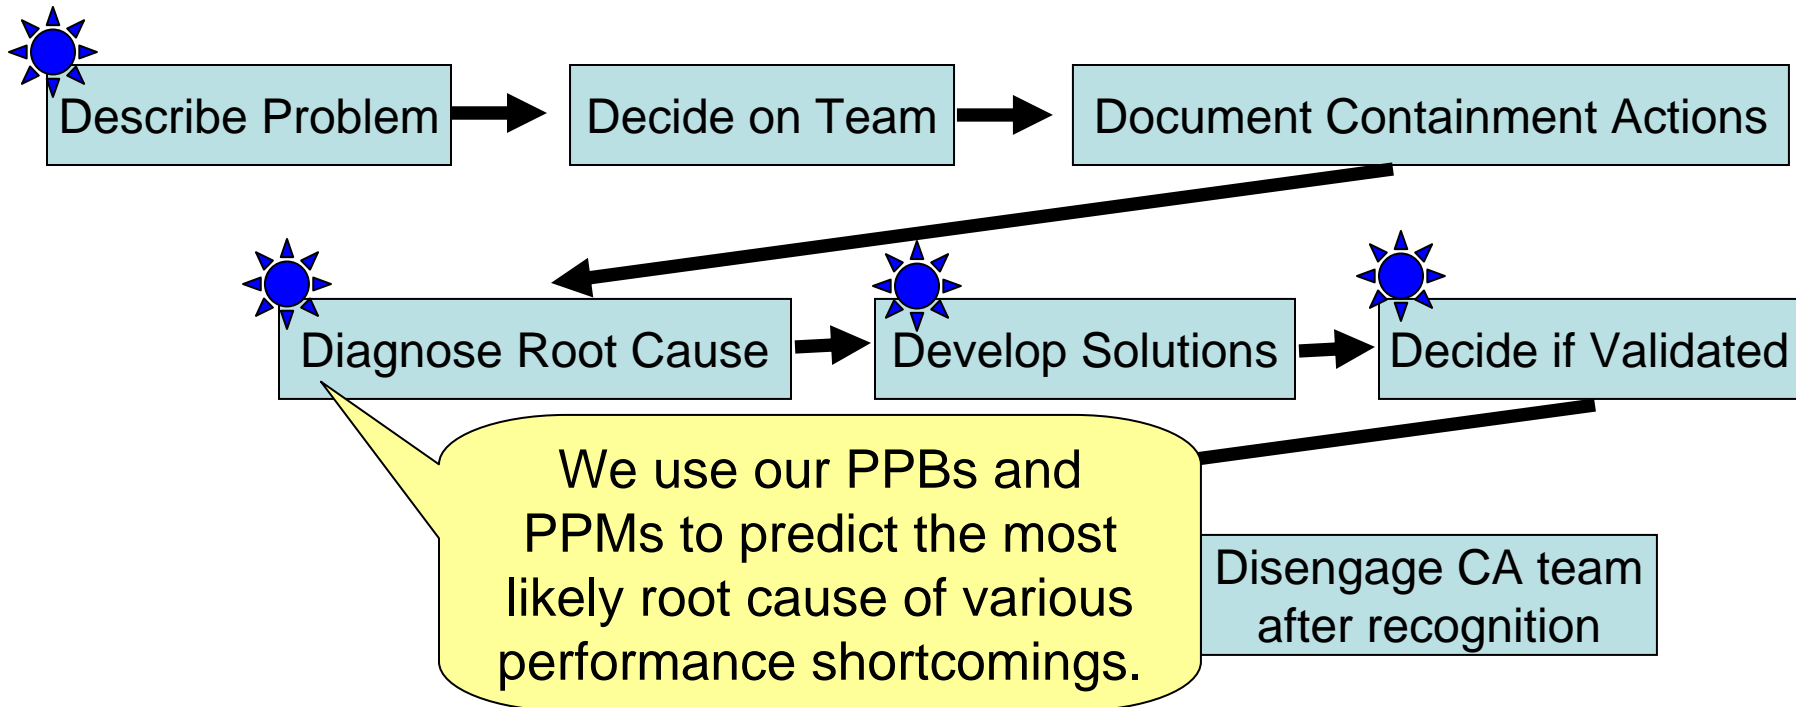 Describe Problem
Decide on Team
Document Containment Actions
Diagnose Root Cause
Develop Solutions
Decide if Validated
We use our PPBs and
PPMs to predict the most
likely root cause of various
performance shortcomings.
Disengage CA team
after recognition